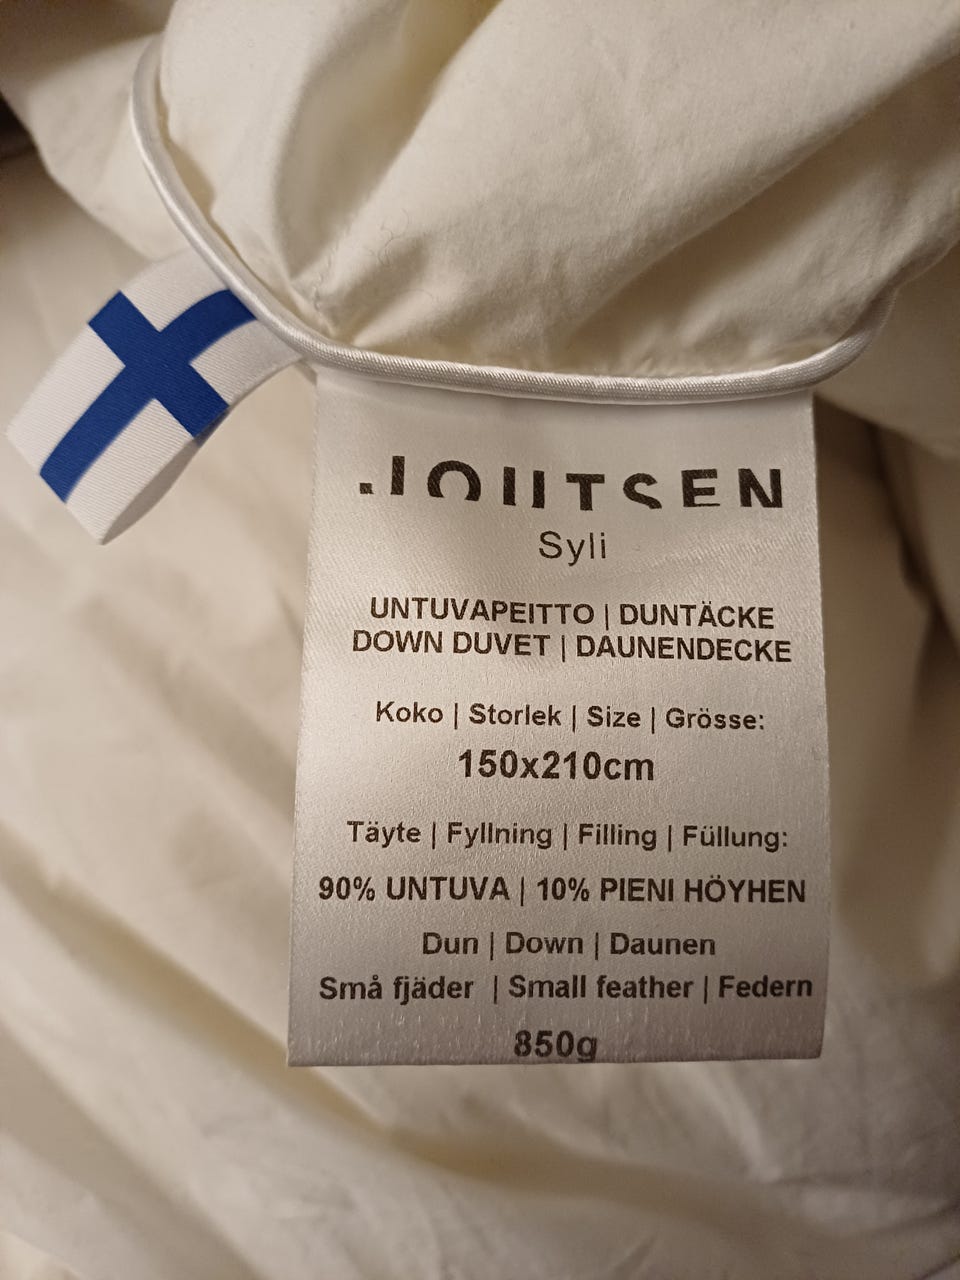 JOUTSEN
Syli
UNTUVAPEITTO | DUNTÄCKE
DOWN DUVET | DAUNENDECKE
Koko | Storlek | Size | Grösse:
150x210cm
Täyte | Fyllning | Filling | Füllung:
90% UNTUVA | 10% PIENI HÖYHEN
Dun | Down | Daunen
Små fjäder | Small feather | Federn
850g